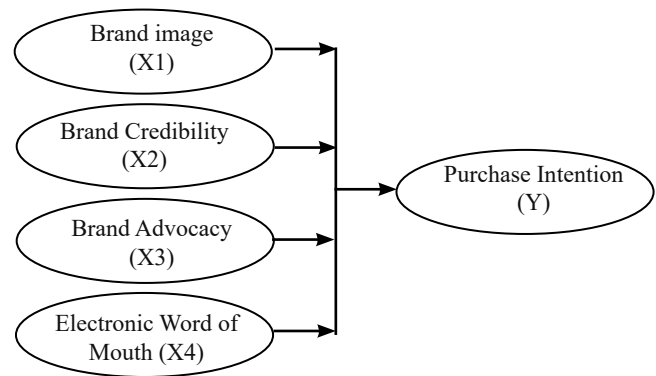 Brand image
(X1)
Brand Credibility
(X2)
Purchase Intention
(Y)
Brand Advocacy
(X3)
Electronic Word of
Mouth (X4)